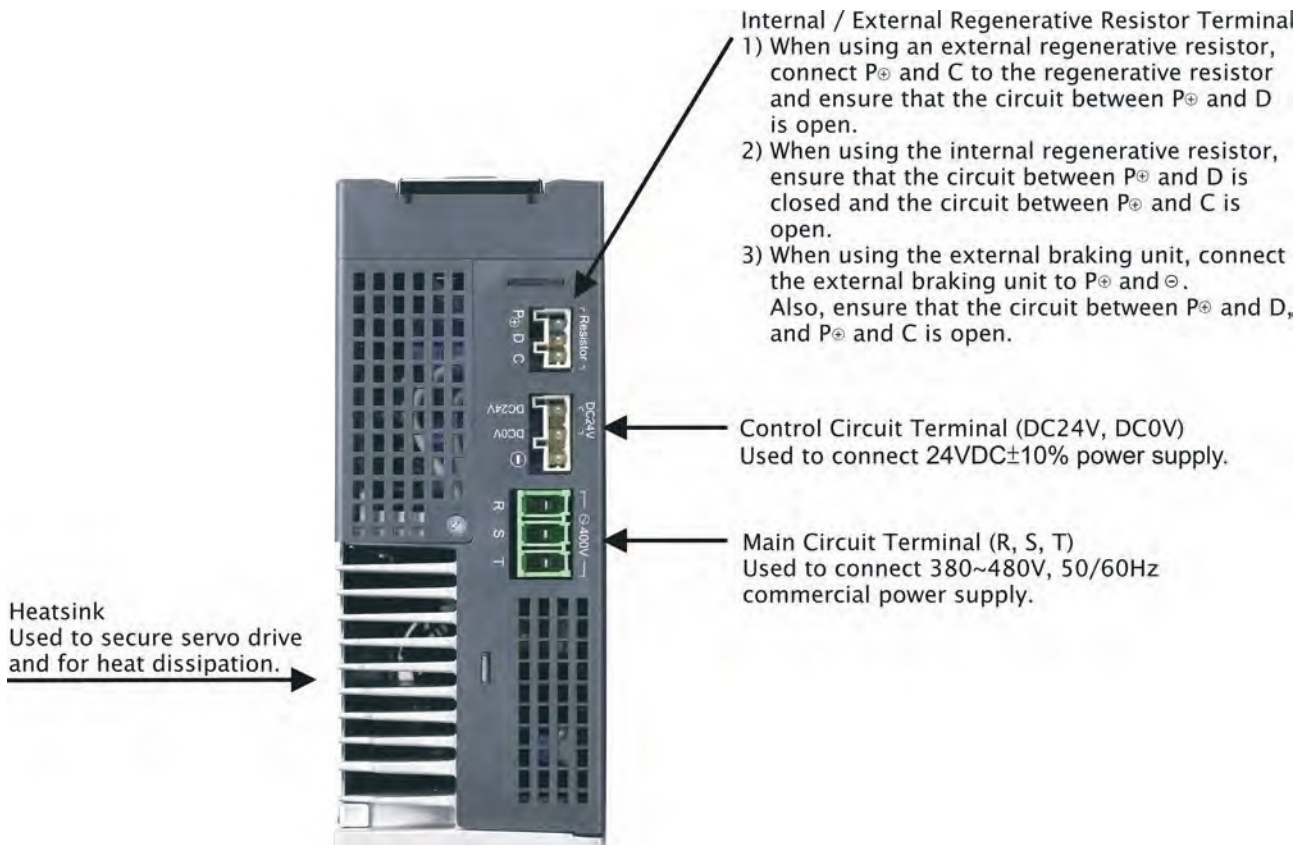 Internal / External Regenerative Resistor Terminal
1) When using an external regenerative resistor,
connect P⊕ and C to the regenerative resistor
and ensure that the circuit between P⊕ and D
is open.
2) When using the internal regenerative resistor,
ensure that the circuit between P⊕ and D is
closed and the circuit between P⊕ and C is
open.
3) When using the external braking unit, connect
the external braking unit to P⊕ and ⊖.
Also, ensure that the circuit between P⊕ and D,
and P⊕ and C is open.
P⊕ D C
Resistor
DC24V
DC0V
⊖
DC24V
Control Circuit Terminal (DC24V, DC0V)
Used to connect 24VDC±10% power supply.
R S T
400V
Main Circuit Terminal (R, S, T)
Used to connect 380~480V, 50/60Hz
commercial power supply.
Heatsink
Used to secure servo drive
and for heat dissipation.